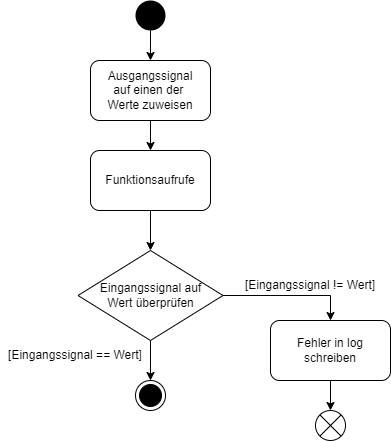 Ausgangssignal
auf einen der
Werte zuweisen
Funktionsaufrufe
Eingangssignal auf
Wert überprüfen
[Eingangssignal != Wert]
Fehler in log
schreiben
[Eingangssignal == Wert]